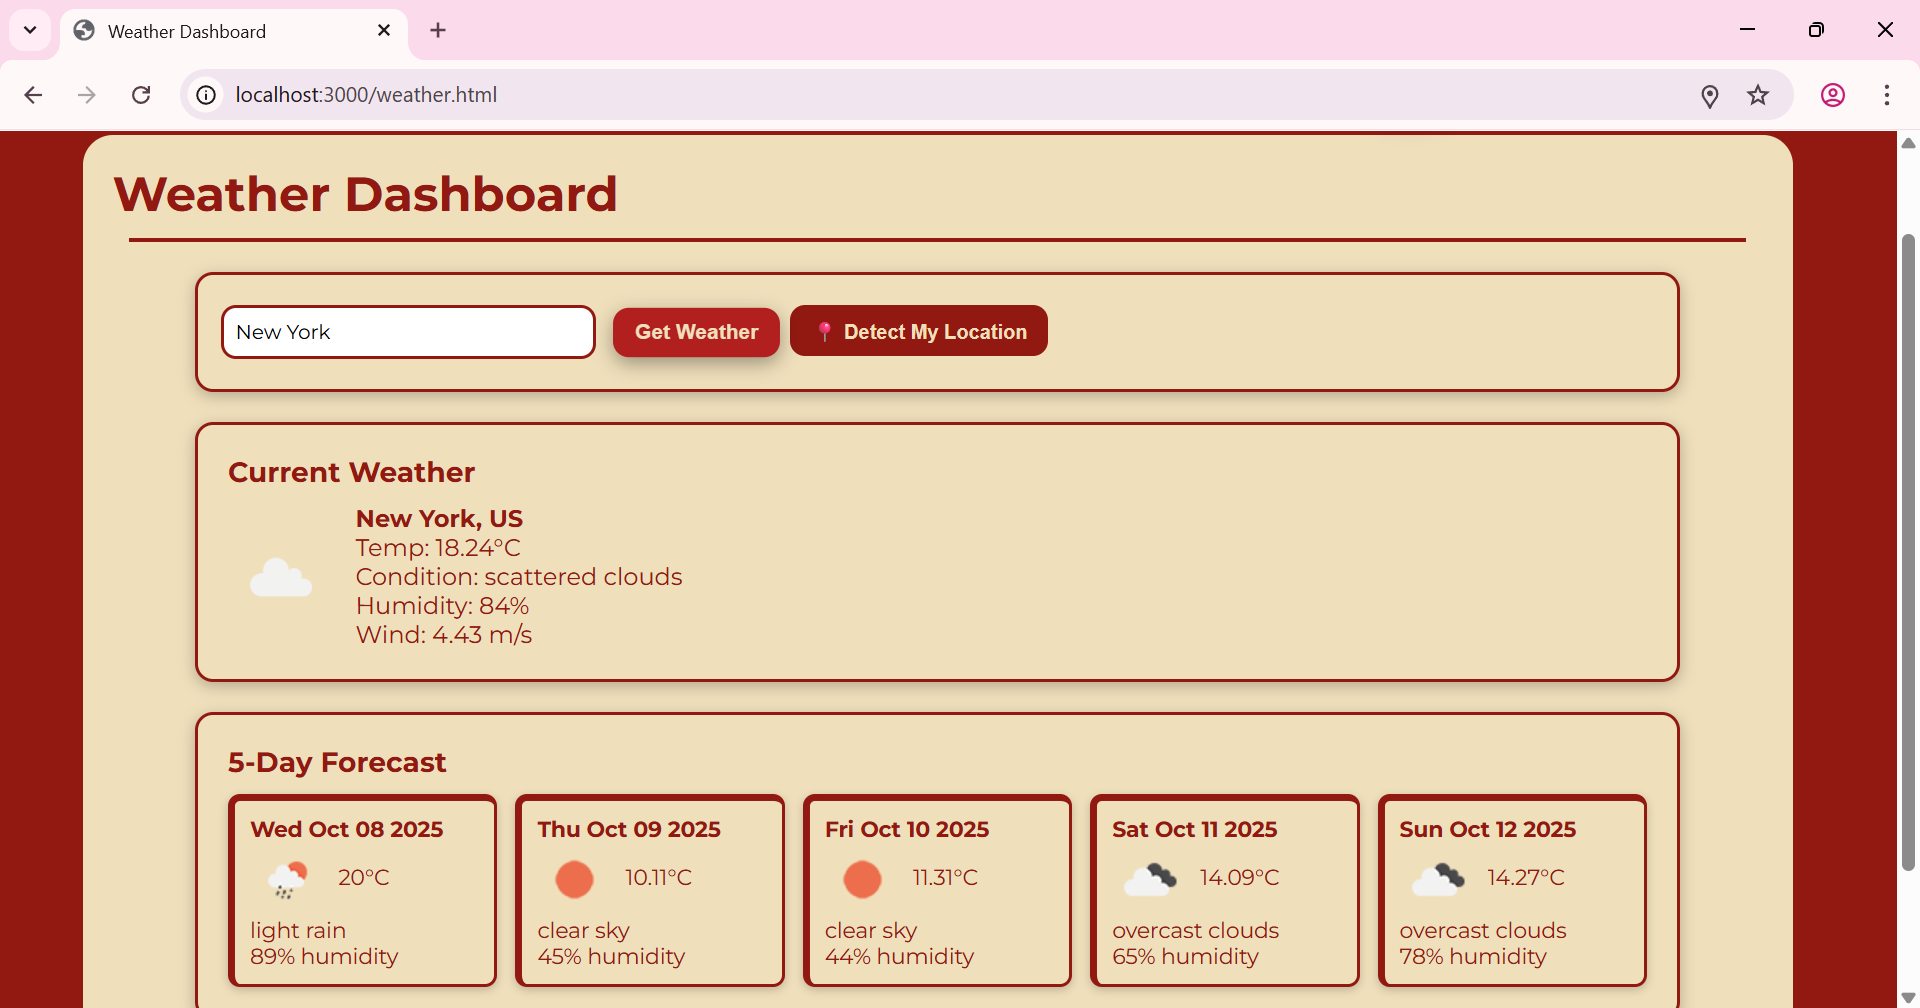 Weather Dashboard
localhost:3000/weather.html
Weather Dashboard
New York
Get Weather
📍 Detect My Location
Current Weather
New York, US
Temp: 18.24°C
Condition: scattered clouds
Humidity: 84%
Wind: 4.43 m/s
5-Day Forecast
Wed Oct 08 2025
20°C
light rain
89% humidity
Thu Oct 09 2025
10.11°C
clear sky
45% humidity
Fri Oct 10 2025
11.31°C
clear sky
44% humidity
Sat Oct 11 2025
14.09°C
overcast clouds
65% humidity
Sun Oct 12 2025
14.27°C
overcast clouds
78% humidity